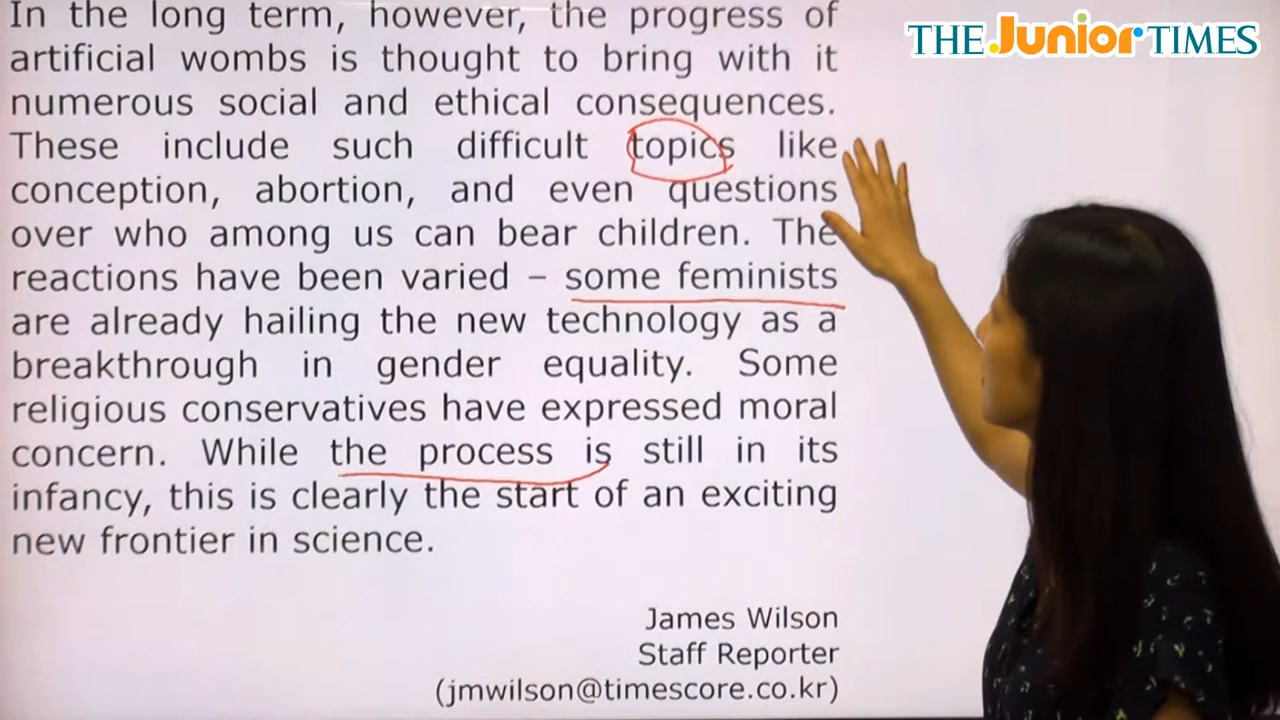 THE Junior TIMES
In the long term, however, the progress of
artificial wombs is thought to bring with it
numerous social and ethical consequences.
These include such difficult topics like
conception, abortion, and even questions
over who among us can bear children. The
reactions have been varied – some feminists
are already hailing the new technology as a
breakthrough in gender equality. Some
religious conservatives have expressed moral
concern. While the process is still in its
infancy, this is clearly the start of an exciting
new frontier in science.
James Wilson
Staff Reporter
(jmwilson@timescore.co.kr)